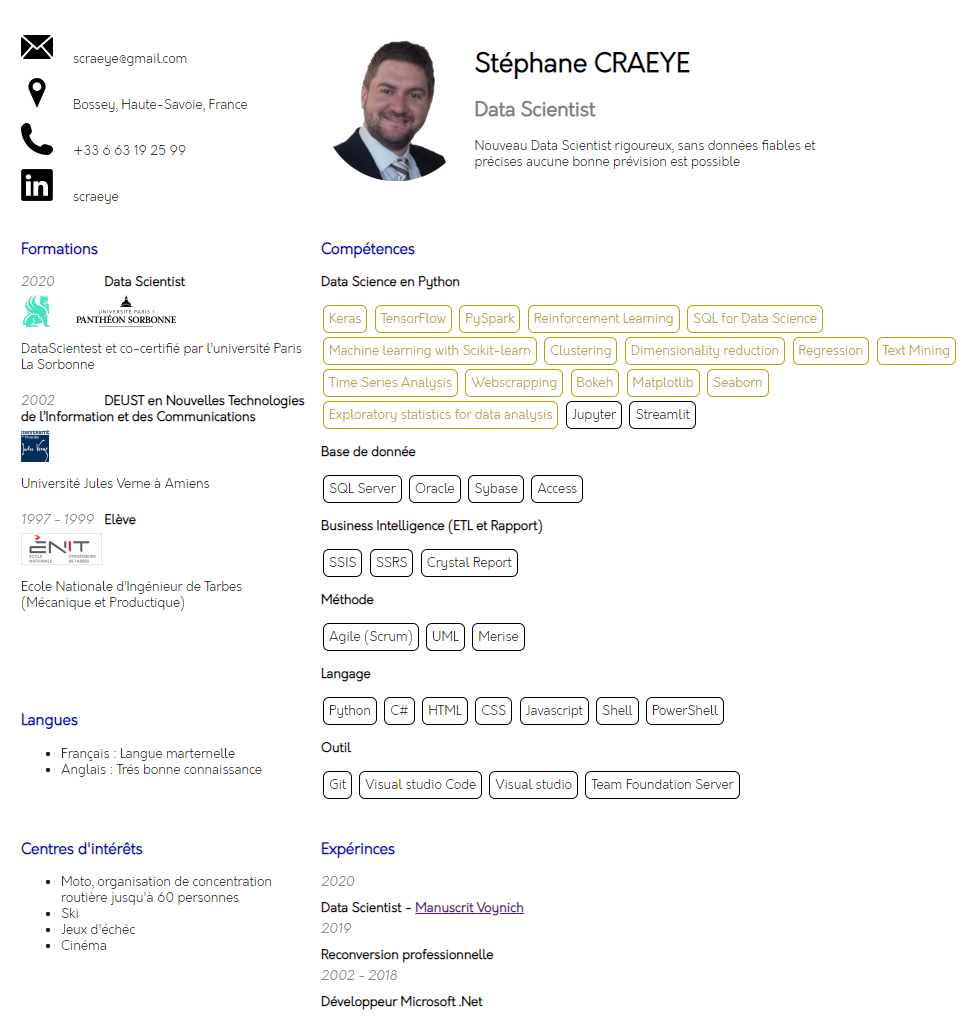 scraeye@gmail.com
Bossey, Haute-Savoie, France
+33 6 63 19 25 99
in
scraeye
Stéphane CRAEYE
Data Scientist
Nouveau Data Scientist rigoureux, sans données fiables et
précises aucune bonne prévision est possible
Formations
2020 Data Scientist
UNIVERSITÉ PARIS 1
PANTHÉON SORBONNE
DataScientest et co-certifié par l'université Paris
La Sorbonne
2002 DEUST en Nouvelles Technologies
de l'Information et des Communications
UNIVERSITÉ
de Picardie
Jules Verne
Université Jules Verne à Amiens
1997 - 1999 Elève
ÉNIT
ÉCOLE NATIONALE D'INGÉNIEURS DE TARBES
Ecole Nationale d'Ingénieur de Tarbes
(Mécanique et Productique)
Langues
Français : Langue marternelle
Anglais : Trés bonne connaissance
Centres d'intérêts
Moto, organisation de concentration
routière jusqu'à 60 personnes
Ski
Jeux d'échéc
Cinéma
Compétences
Data Science en Python
Keras TensorFlow PySpark Reinforcement Learning SQL for Data Science
Machine learning with Scikit-learn Clustering Dimensionality reduction Regression Text Mining
Time Series Analysis Webscrapping Bokeh Matplotlib Seaborn
Exploratory statistics for data analysis Jupyter Streamlit
Base de donnée
SQL Server Oracle Sybase Access
Business Intelligence (ETL et Rapport)
SSIS SSRS Crystal Report
Méthode
Agile (Scrum) UML Merise
Langage
Python C# HTML CSS Javascript Shell PowerShell
Outil
Git Visual studio Code Visual studio Team Foundation Server
Expérinces
2020
Data Scientist - Manuscrit Voynich
2019
Reconversion professionnelle
2002 - 2018
Développeur Microsoft .Net